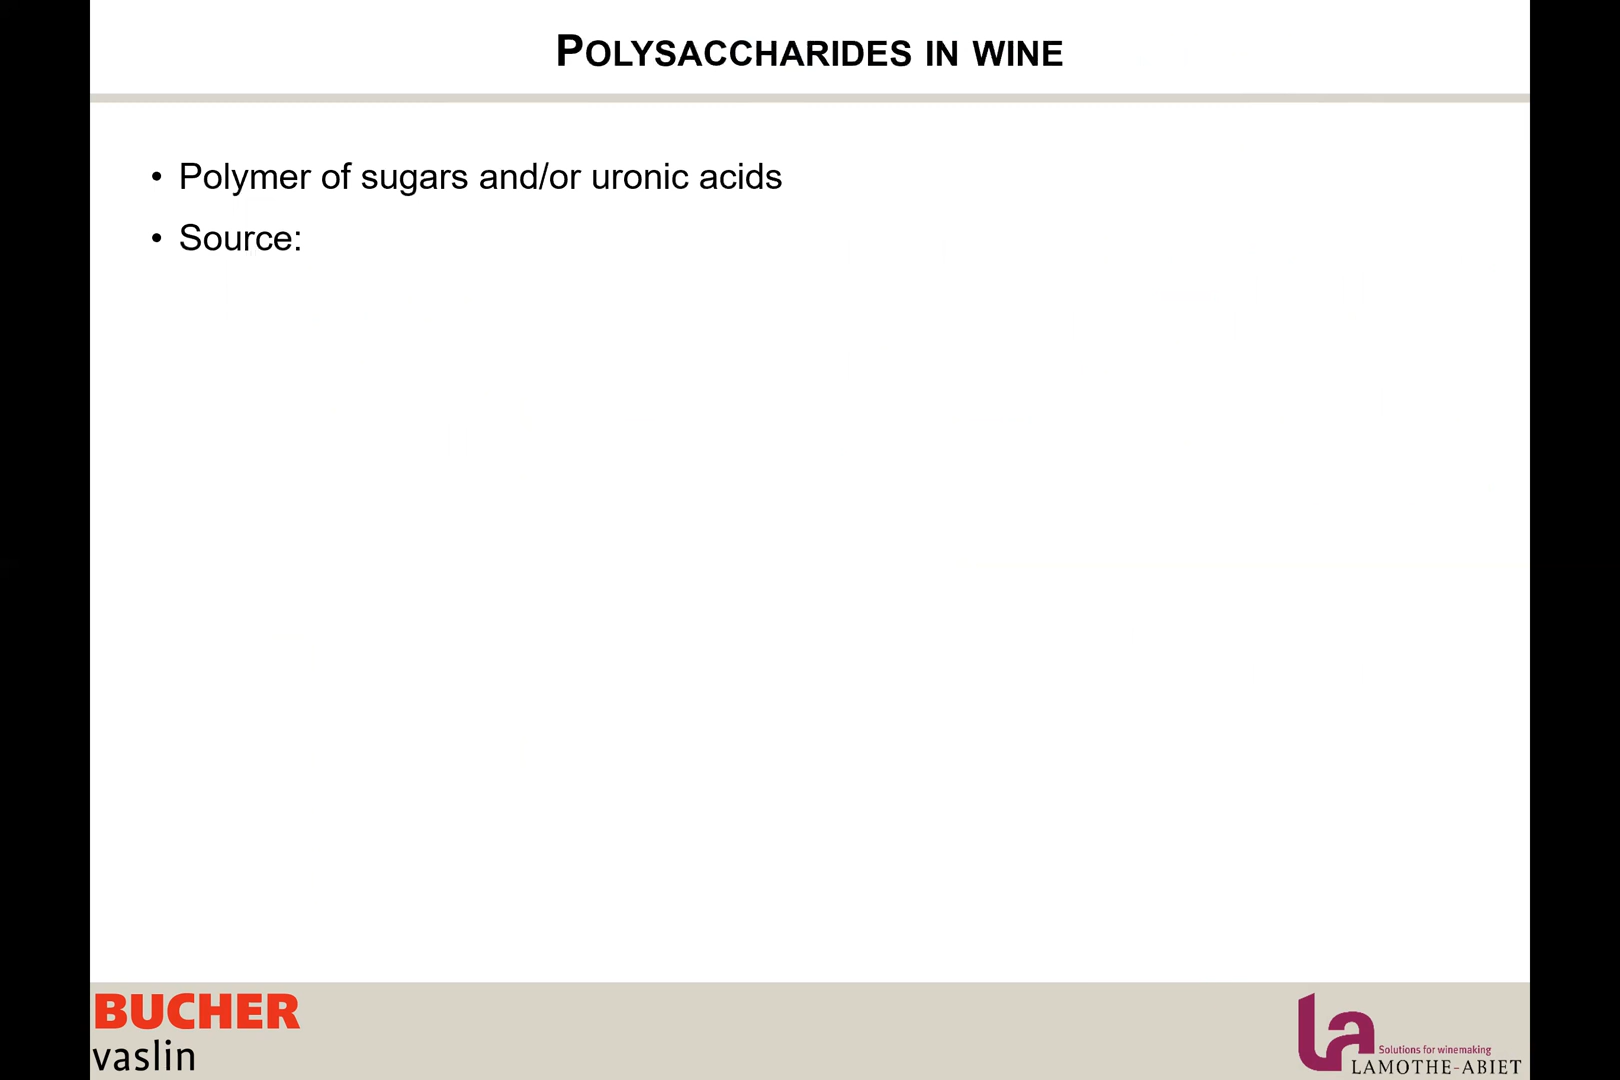 POLYSACCHARIDES IN WINE
• Polymer of sugars and/or uronic acids
• Source:
BUCHER
vaslin
la
Solutions for winemaking
LAMOTHE-ABIET